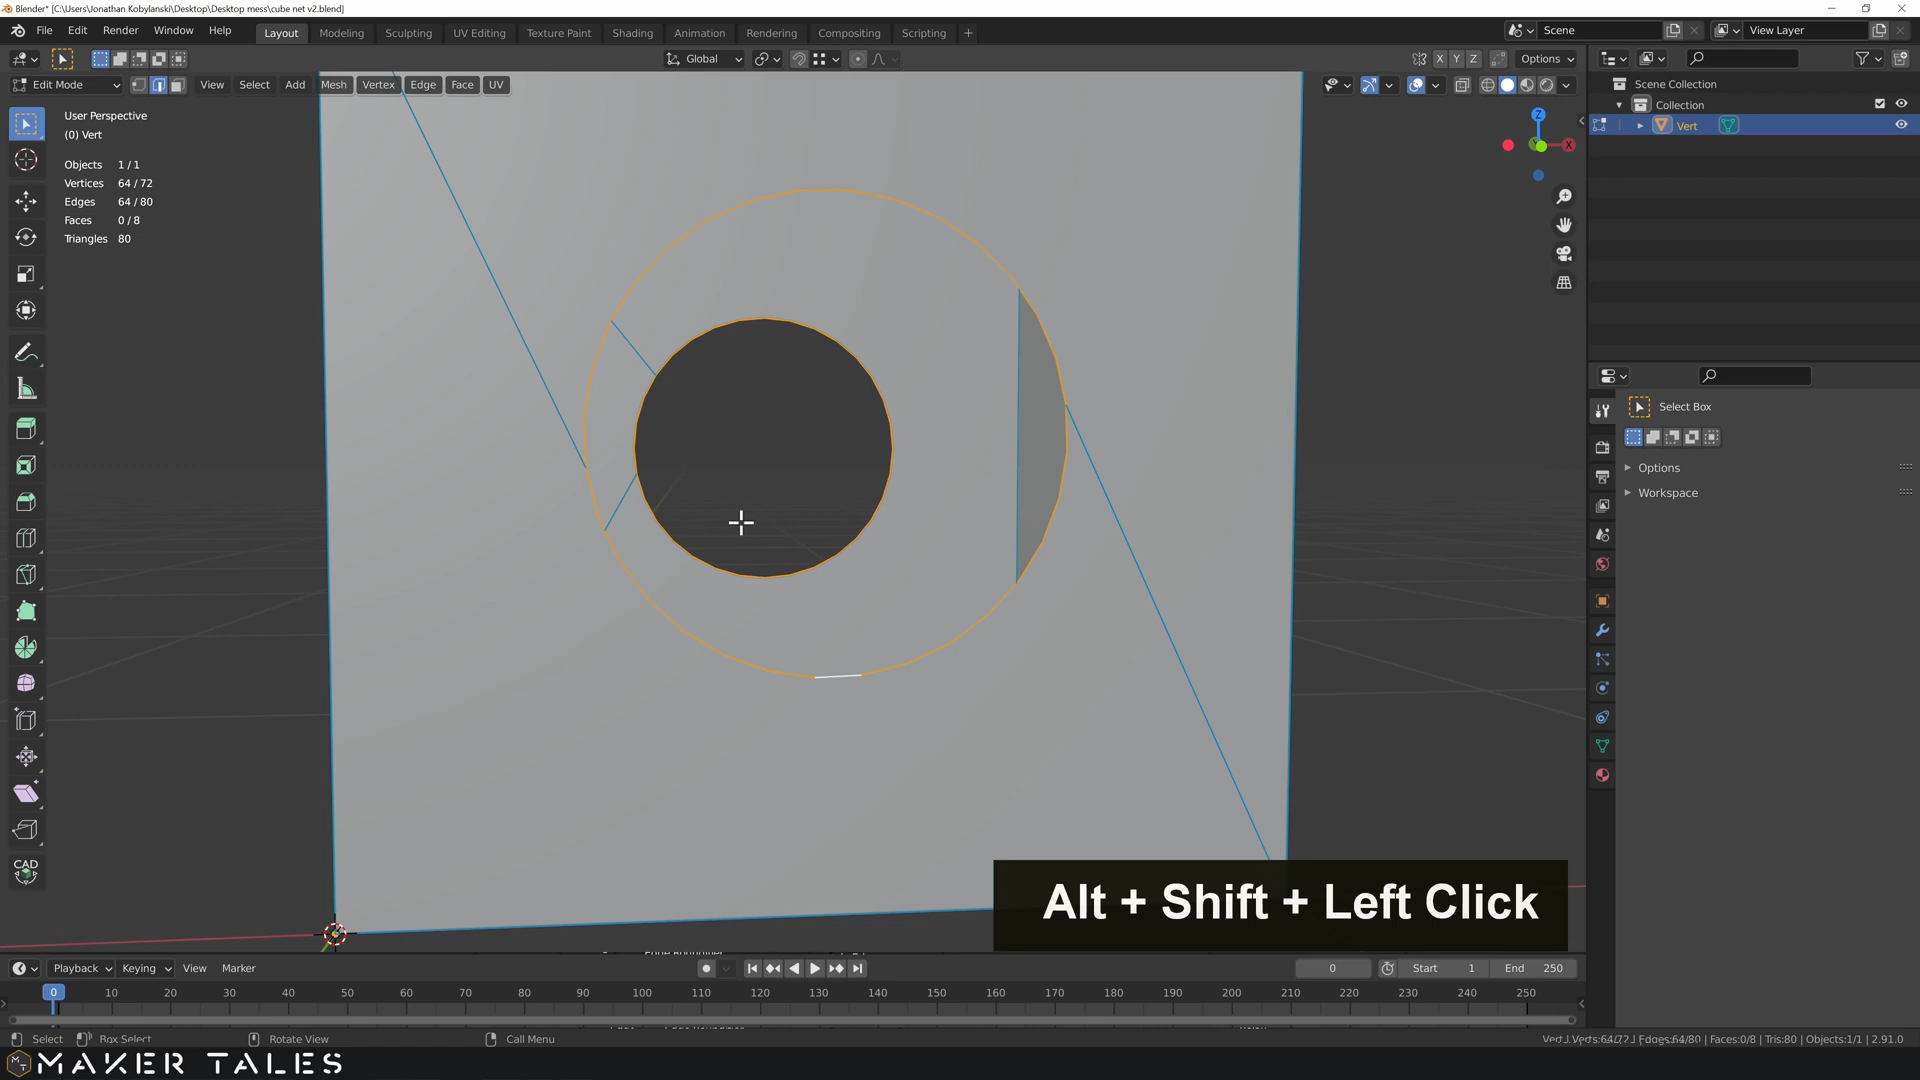 Blender* [C:\Users\Jonathan Kobylanski\Desktop\Desktop mess\cube net v2.blend]
File Edit Render Window Help Layout Modeling Sculpting UV Editing Texture Paint Shading Animation Rendering Compositing Scripting + Scene View Layer
Global X Y Z Options
Edit Mode View Select Add Mesh Vertex Edge Face UV
Scene Collection
Collection
Vert
User Perspective
(0) Vert
Objects 1 / 1
Vertices 64 / 72
Edges 64 / 80
Faces 0 / 8
Triangles 80
Z
X
Select Box
Options
Workspace
CAD
Alt + Shift + Left Click
Playback Keying View Marker 0 Start 1 End 250
0 10 20 30 40 50 60 70 80 90 100 110 120 130 140 150 160 170 180 190 200 210 220 230 240 250
Select Box Select Rotate View Call Menu Faces:0/8 | Tris:80 | Objects:1/1 | 2.91.0
MAKER TALES